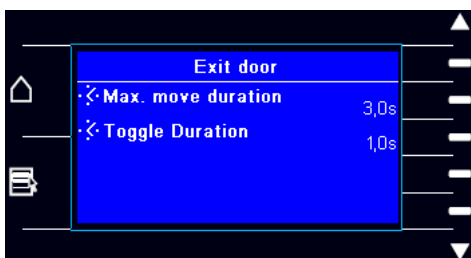 Exit door
Max. move duration
3,0s
Toggle Duration
1,0s